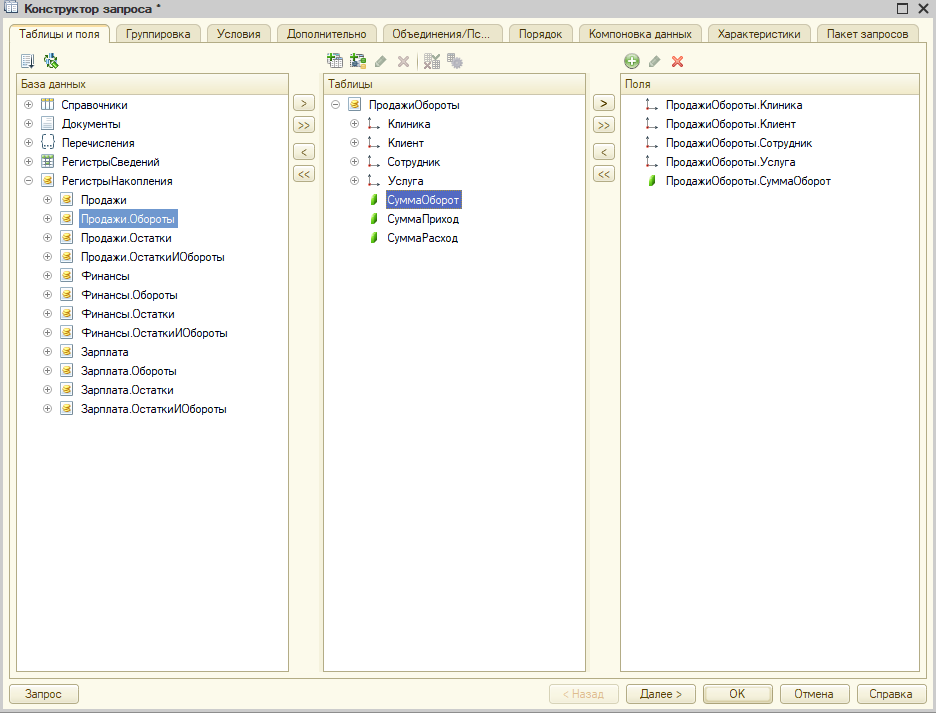 Конструктор запроса *
Таблицы и поля
Группировка
Условия
Дополнительно
Объединения/Пс...
Порядок
Компоновка данных
Характеристики
Пакет запросов
База данных
Справочники
Документы
Перечисления
РегистрыСведений
РегистрыНакопления
Продажи
Продажи.Обороты
Продажи.Остатки
Продажи.ОстаткиИОбороты
Финансы
Финансы.Обороты
Финансы.Остатки
Финансы.ОстаткиИОбороты
Зарплата
Зарплата.Обороты
Зарплата.Остатки
Зарплата.ОстаткиИОбороты
>
>>
<
<<
Таблицы
ПродажиОбороты
Клиника
Клиент
Сотрудник
Услуга
СуммаОборот
СуммаПриход
СуммаРасход
>
>>
<
<<
Поля
ПродажиОбороты.Клиника
ПродажиОбороты.Клиент
ПродажиОбороты.Сотрудник
ПродажиОбороты.Услуга
ПродажиОбороты.СуммаОборот
Запрос
< Назад
Далее >
ОК
Отмена
Справка